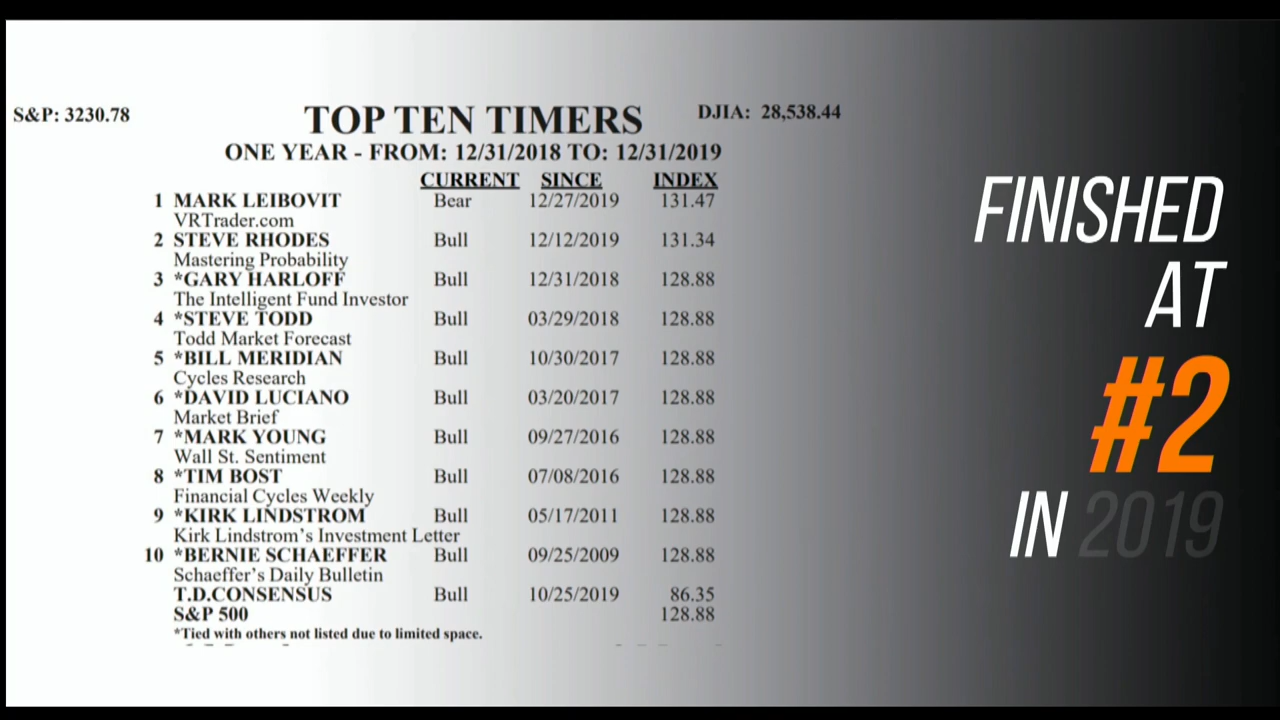 S&P: 3230.78
TOP TEN TIMERS
DJIA: 28,538.44
ONE YEAR - FROM: 12/31/2018 TO: 12/31/2019
CURRENT SINCE INDEX
1 MARK LEIBOVIT Bear 12/27/2019 131.47
VRTrader.com
2 STEVE RHODES Bull 12/12/2019 131.34
Mastering Probability
3 *GARY HARLOFF Bull 12/31/2018 128.88
The Intelligent Fund Investor
4 *STEVE TODD Bull 03/29/2018 128.88
Todd Market Forecast
5 *BILL MERIDIAN Bull 10/30/2017 128.88
Cycles Research
6 *DAVID LUCIANO Bull 03/20/2017 128.88
Market Brief
7 *MARK YOUNG Bull 09/27/2016 128.88
Wall St. Sentiment
8 *TIM BOST Bull 07/08/2016 128.88
Financial Cycles Weekly
9 *KIRK LINDSTROM Bull 05/17/2011 128.88
Kirk Lindstrom's Investment Letter
10 *BERNIE SCHAEFFER Bull 09/25/2009 128.88
Schaeffer's Daily Bulletin
T.D.CONSENSUS Bull 10/25/2019 86.35
S&P 500 128.88
*Tied with others not listed due to limited space.
FINISHED
AT
#2
IN 2019